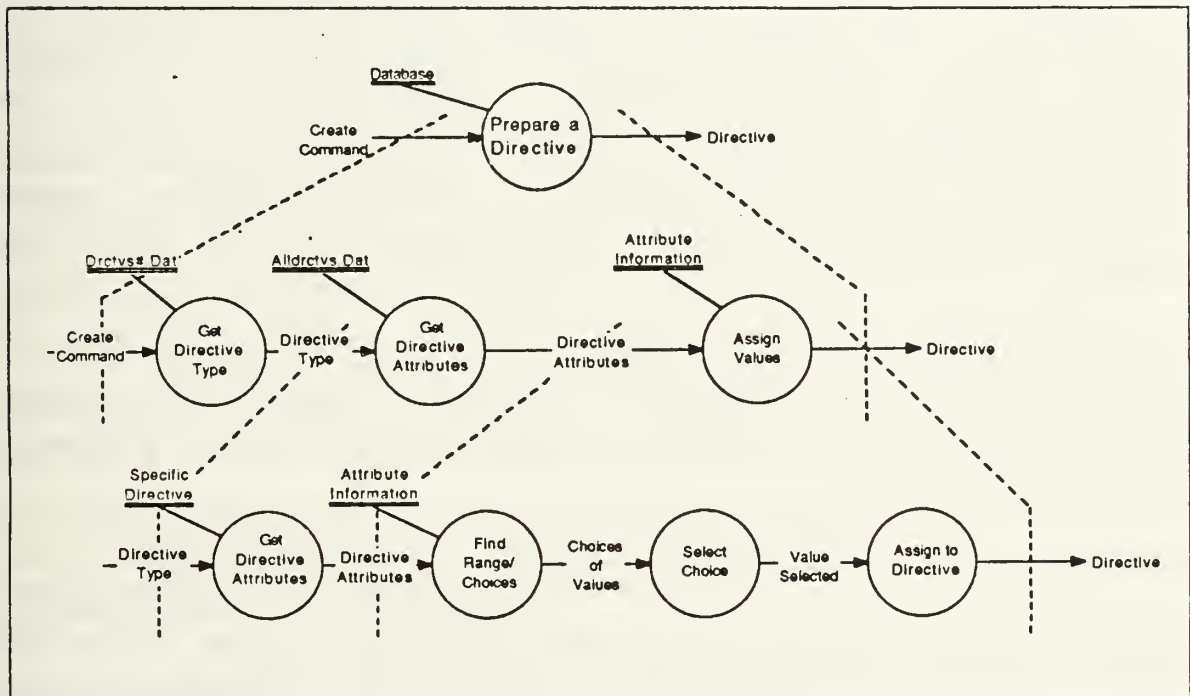 Database
Prepare a
Directive
Create
Command
Directive
Drctvs#.Dat
Alldrctvs.Dat
Attribute
Information
Create
Command
Get
Directive
Type
Directive
Type
Get
Directive
Attributes
Directive
Attributes
Assign
Values
Directive
Specific
Directive
Attribute
Information
Directive
Type
Get
Directive
Attributes
Directive
Attributes
Find
Range/
Choices
Choices
of
Values
Select
Choice
Value
Selected
Assign to
Directive
Directive